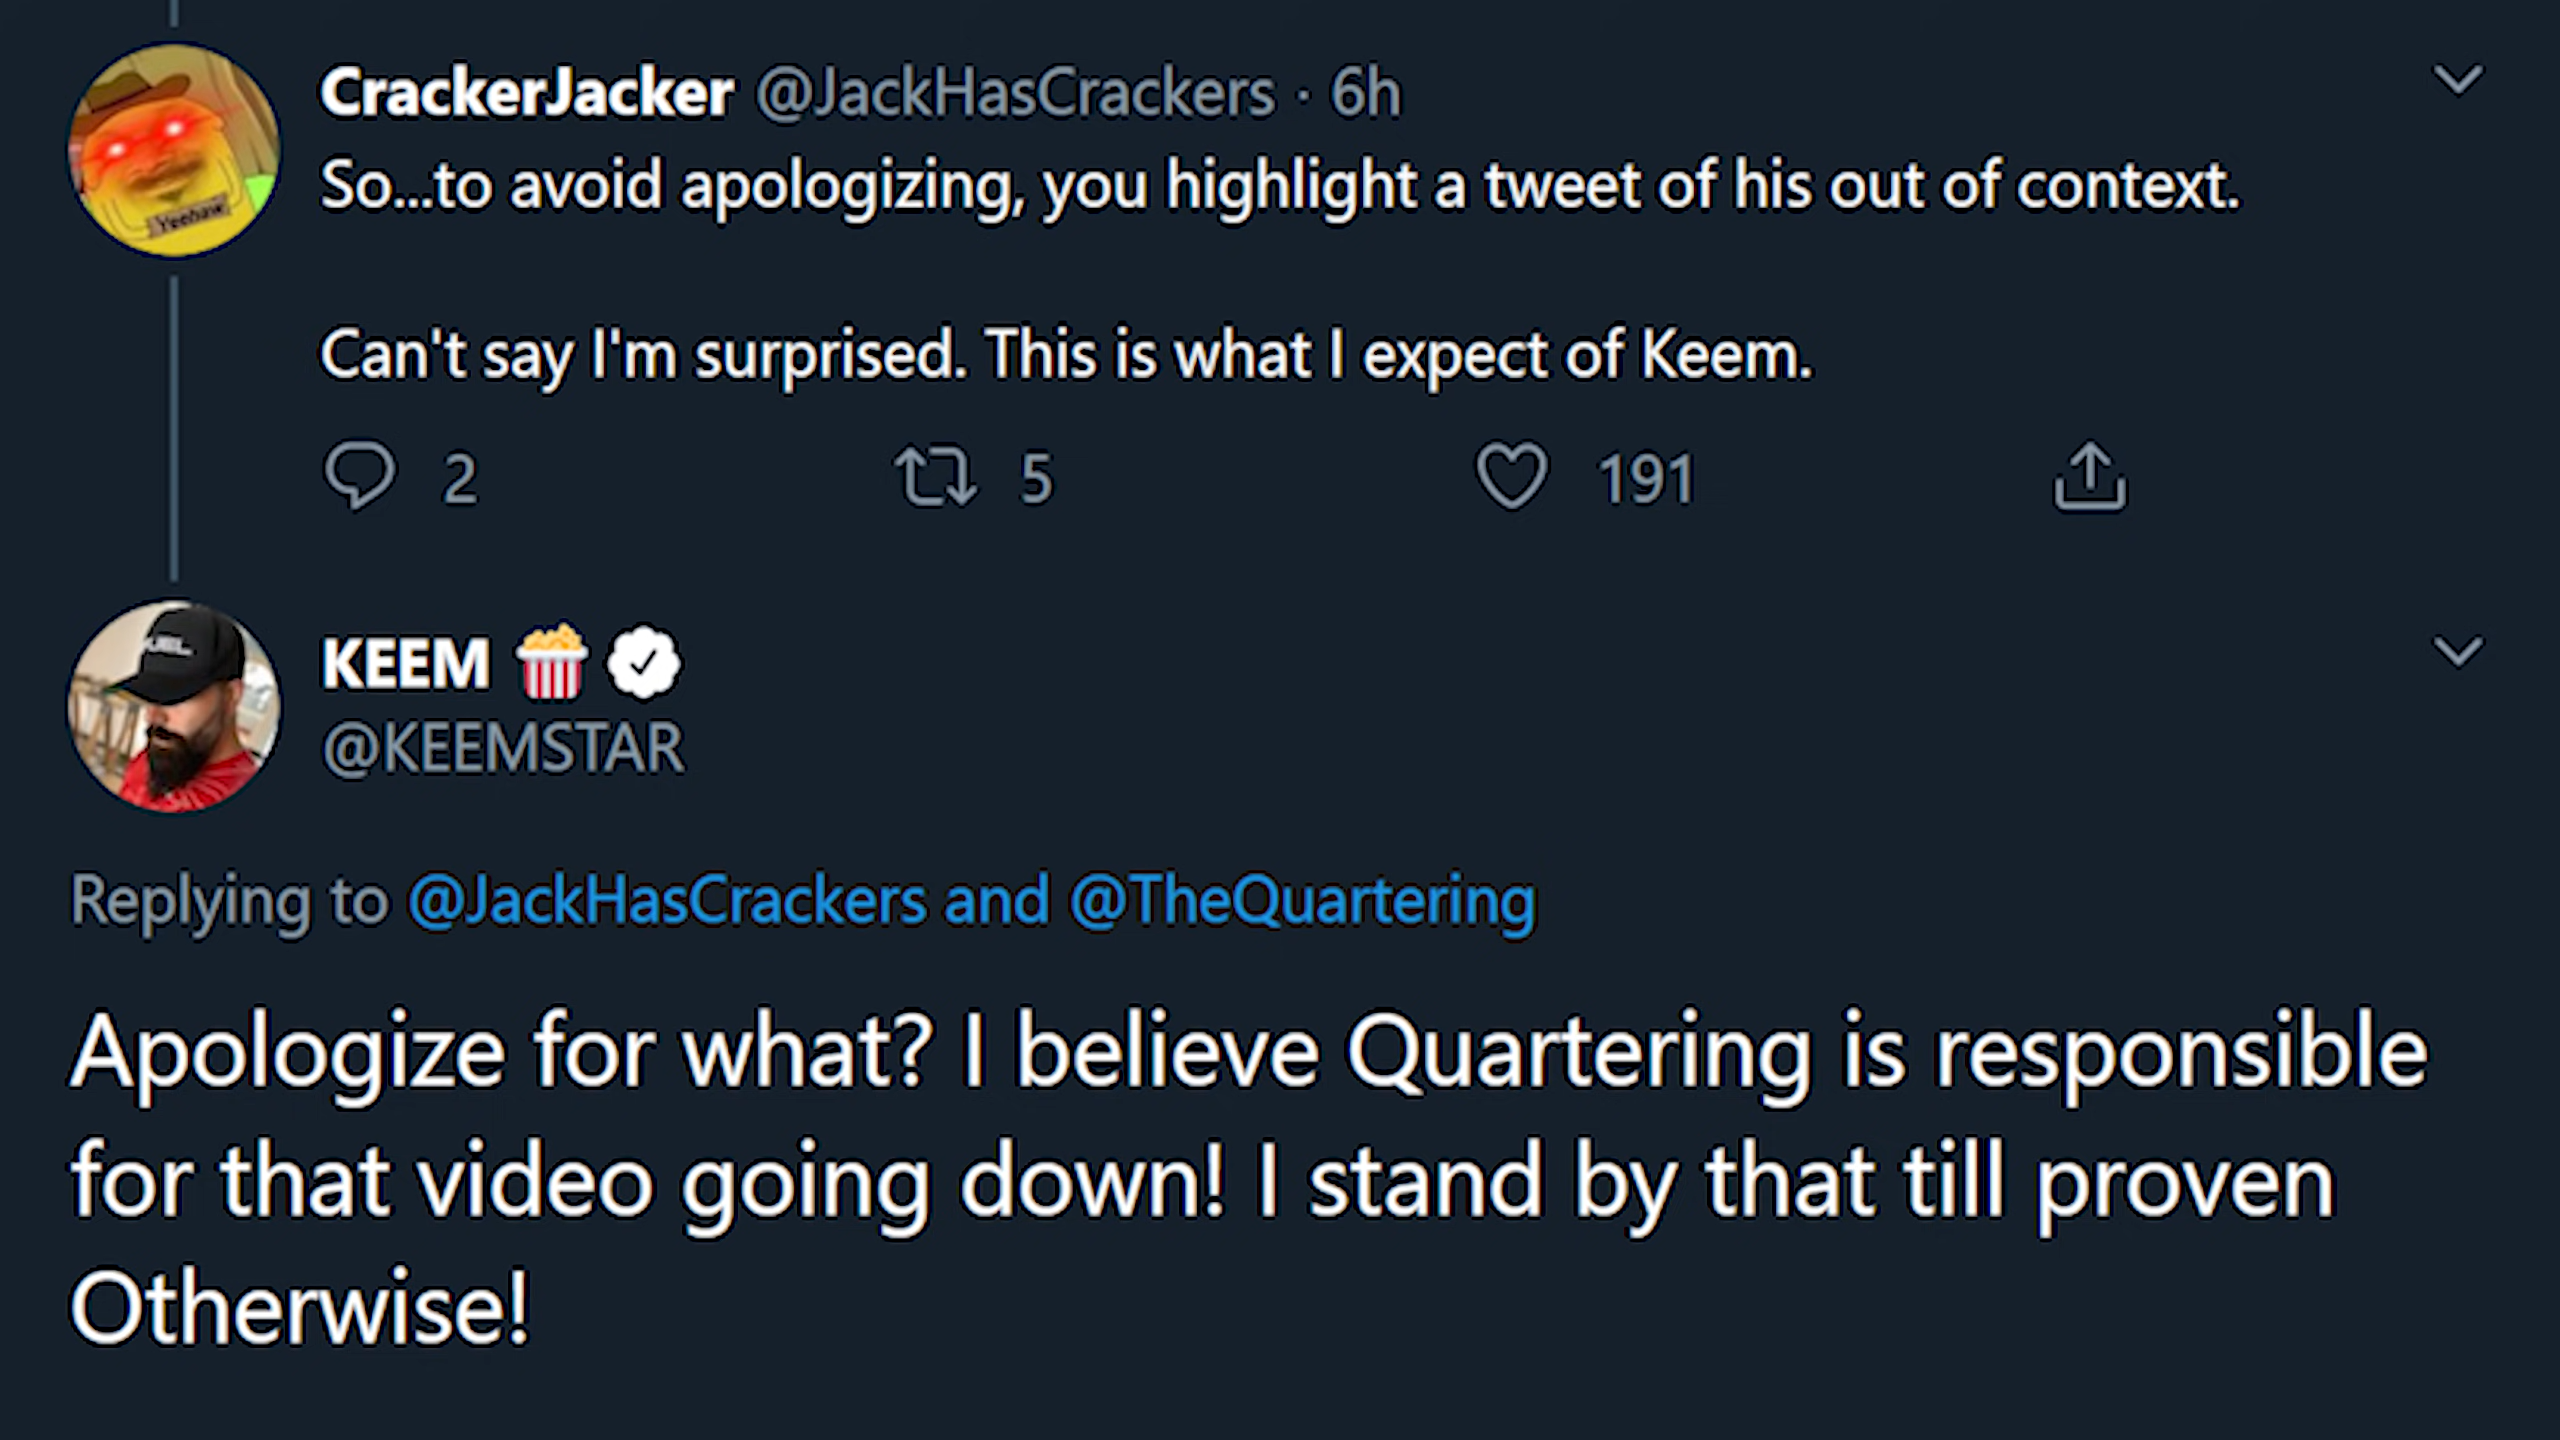 CrackerJacker @JackHasCrackers · 6h
So...to avoid apologizing, you highlight a tweet of his out of context.
Can't say I'm surprised. This is what I expect of Keem.
2 5 191
Yeehaw
KEEM
@KEEMSTAR
Replying to @JackHasCrackers and @TheQuartering
Apologize for what? I believe Quartering is responsible
for that video going down! I stand by that till proven
Otherwise!